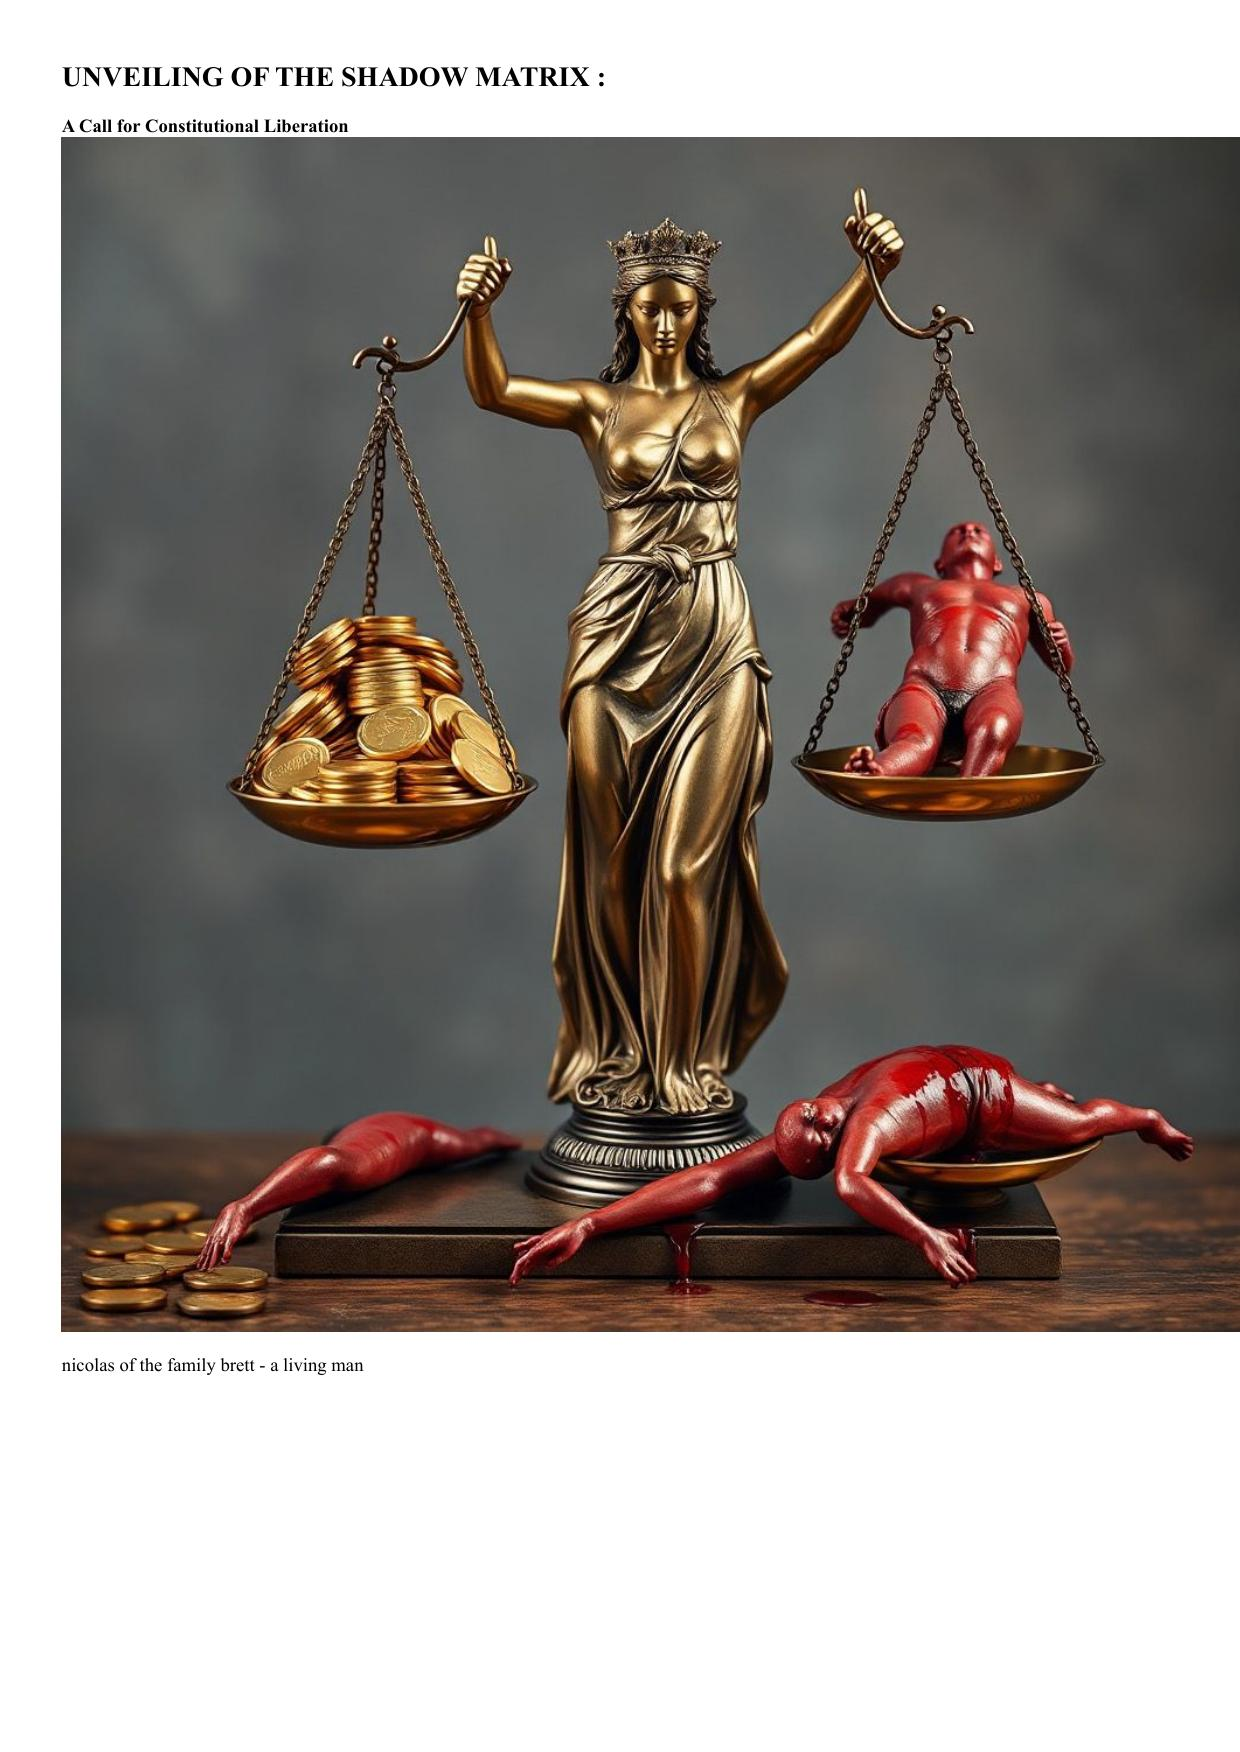 UNVEILING OF THE SHADOW MATRIX :
A Call for Constitutional Liberation
nicolas of the family brett - a living man